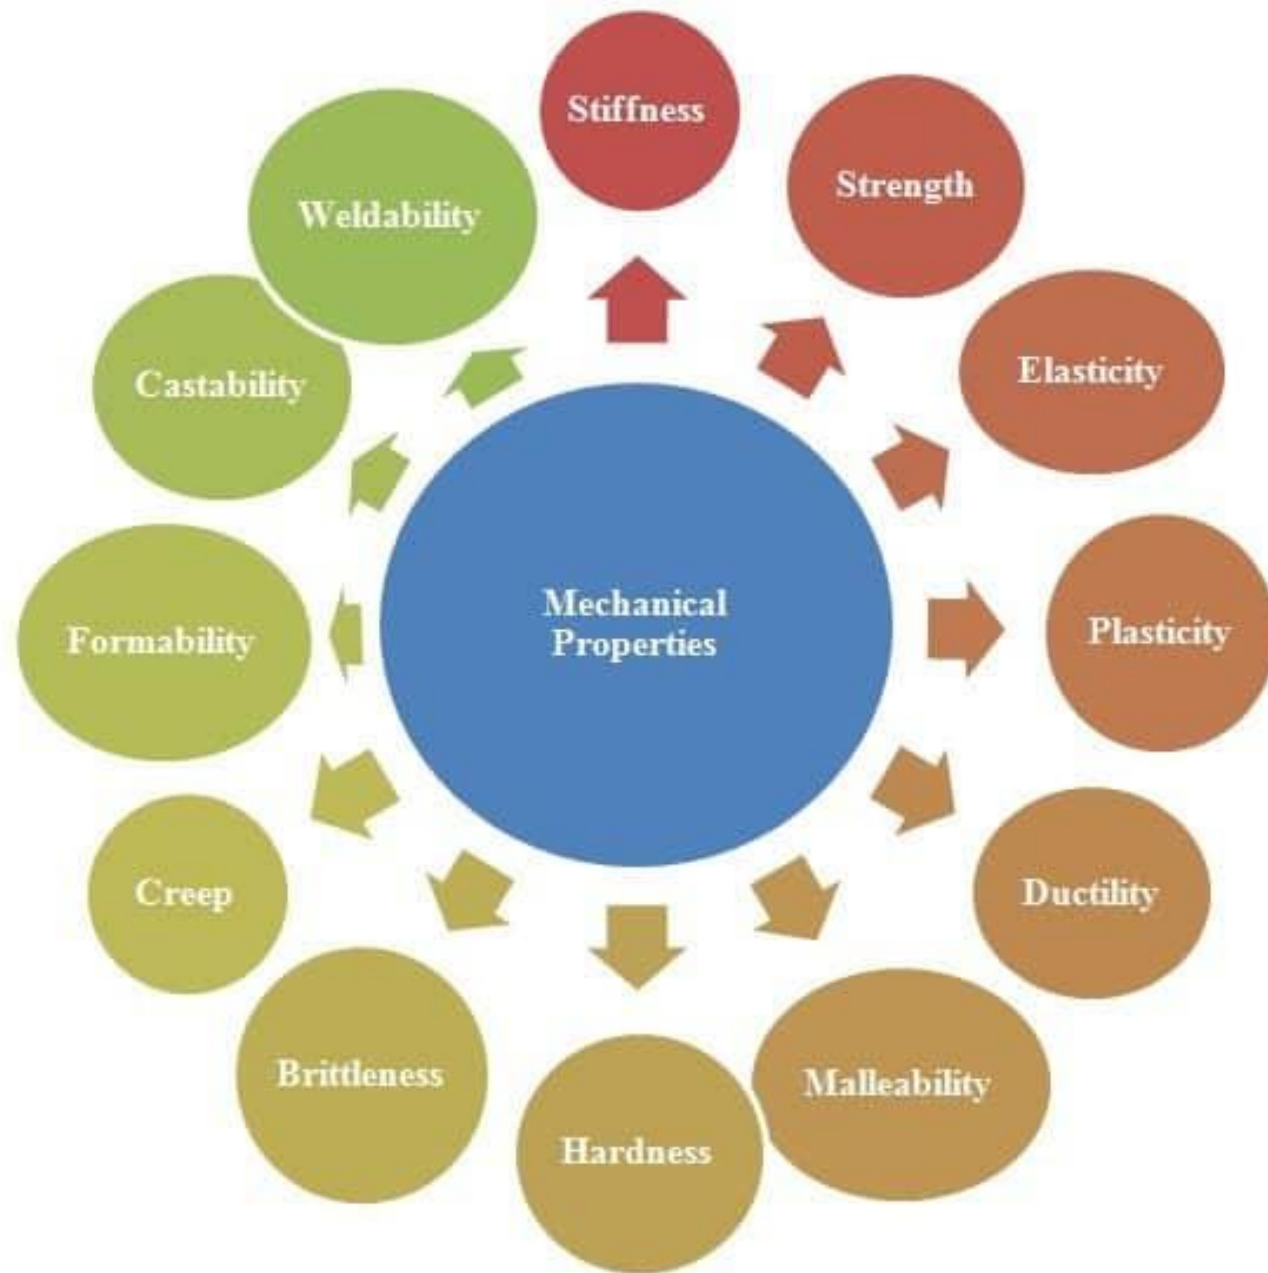 Stiffness
Strength
Elasticity
Plasticity
Ductility
Malleability
Hardness
Brittleness
Creep
Formability
Castability
Weldability
Mechanical
Properties